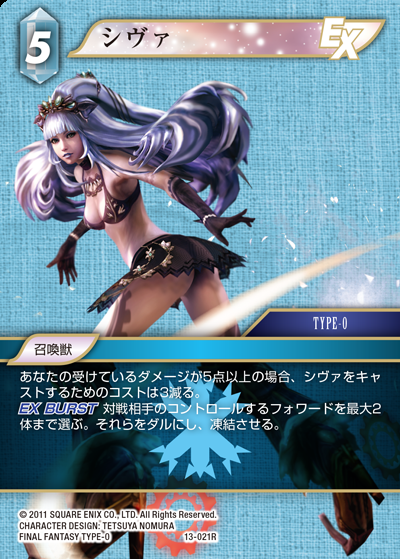 5
シヴァ
EX
TYPE-0
召喚獣
あなたの受けているダメージが5点以上の場合、シヴァをキャ
ストするためのコストは3減る。
EX BURST 対戦相手のコントロールするフォワードを最大2
体まで選ぶ。それらをダルにし、凍結させる。
© 2011 SQUARE ENIX CO., LTD. All Rights Reserved.
CHARACTER DESIGN: TETSUYA NOMURA
FINAL FANTASY TYPE-0 13-021R